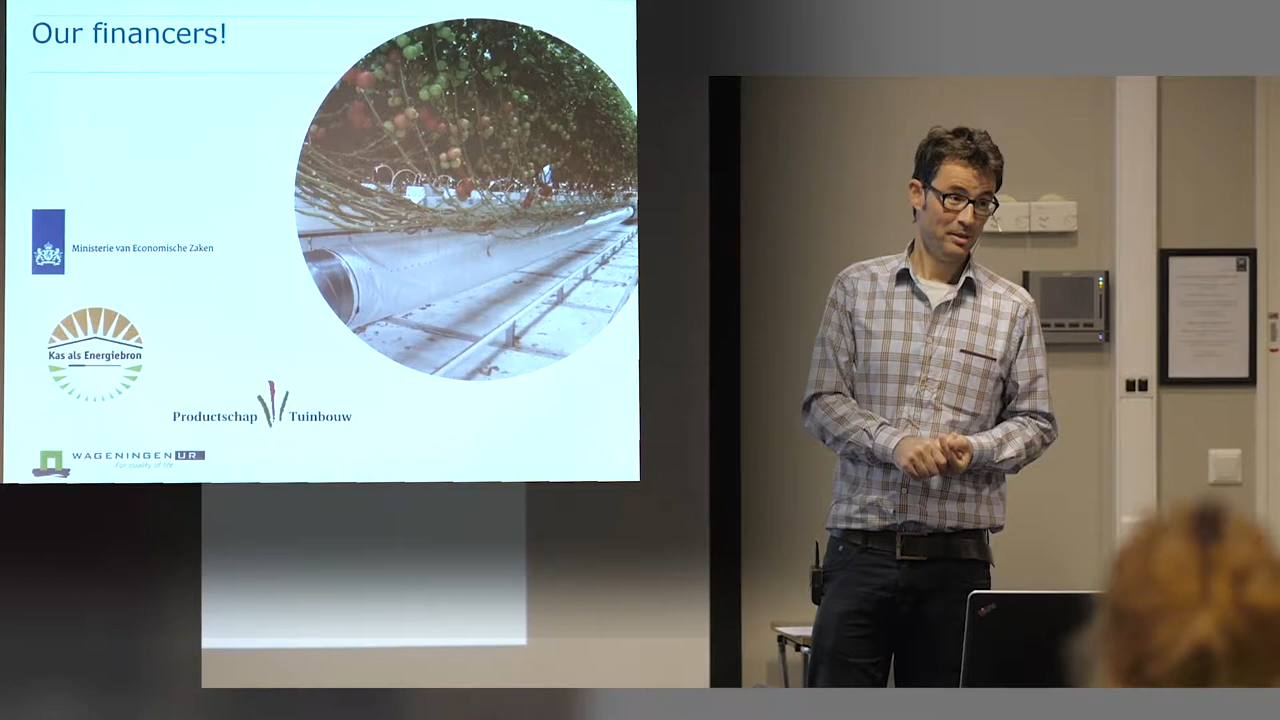 Our financers!
Ministerie van Economische Zaken
Kas als Energiebron
Productschap Tuinbouw
WAGENINGEN UR
For quality of life